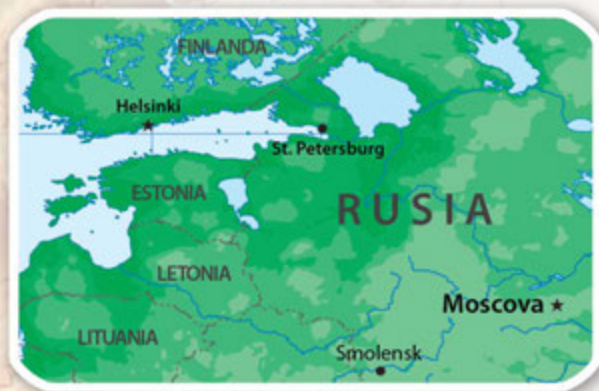 FINLANDA
Helsinki
St. Petersburg
ESTONIA
RUSIA
LETONIA
Moscova
LITUANIA
Smolensk